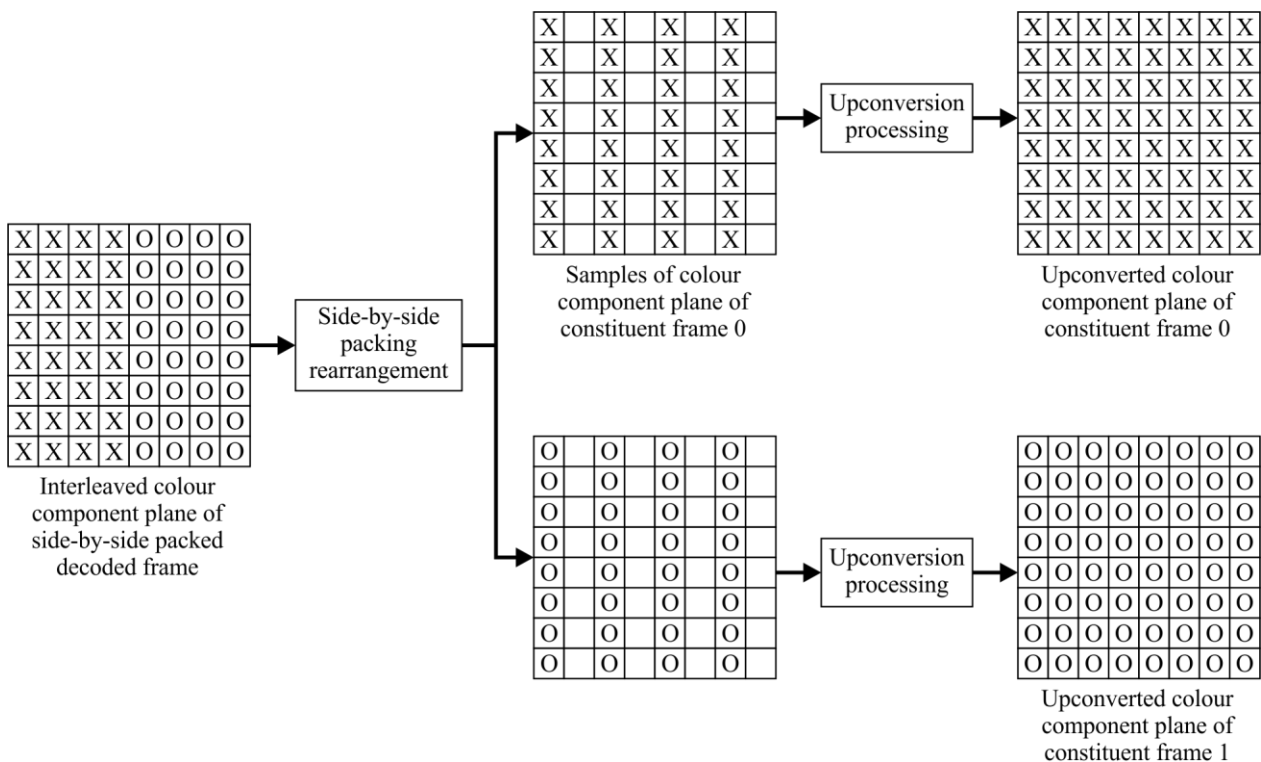 X X X X
X X X X
X X X X
X X X X
X X X X
X X X X
X X X X
X X X X
Samples of colour
component plane of
constituent frame 0
Upconversion
processing
X X X X X X X X
X X X X X X X X
X X X X X X X X
X X X X X X X X
X X X X X X X X
X X X X X X X X
X X X X X X X X
X X X X X X X X
Upconverted colour
component plane of
constituent frame 0
X X X X O O O O
X X X X O O O O
X X X X O O O O
X X X X O O O O
X X X X O O O O
X X X X O O O O
X X X X O O O O
X X X X O O O O
Interleaved colour
component plane of
side-by-side packed
decoded frame
Side-by-side
packing
rearrangement
O O O O
O O O O
O O O O
O O O O
O O O O
O O O O
O O O O
O O O O
Upconversion
processing
O O O O O O O O
O O O O O O O O
O O O O O O O O
O O O O O O O O
O O O O O O O O
O O O O O O O O
O O O O O O O O
O O O O O O O O
Upconverted colour
component plane of
constituent frame 1